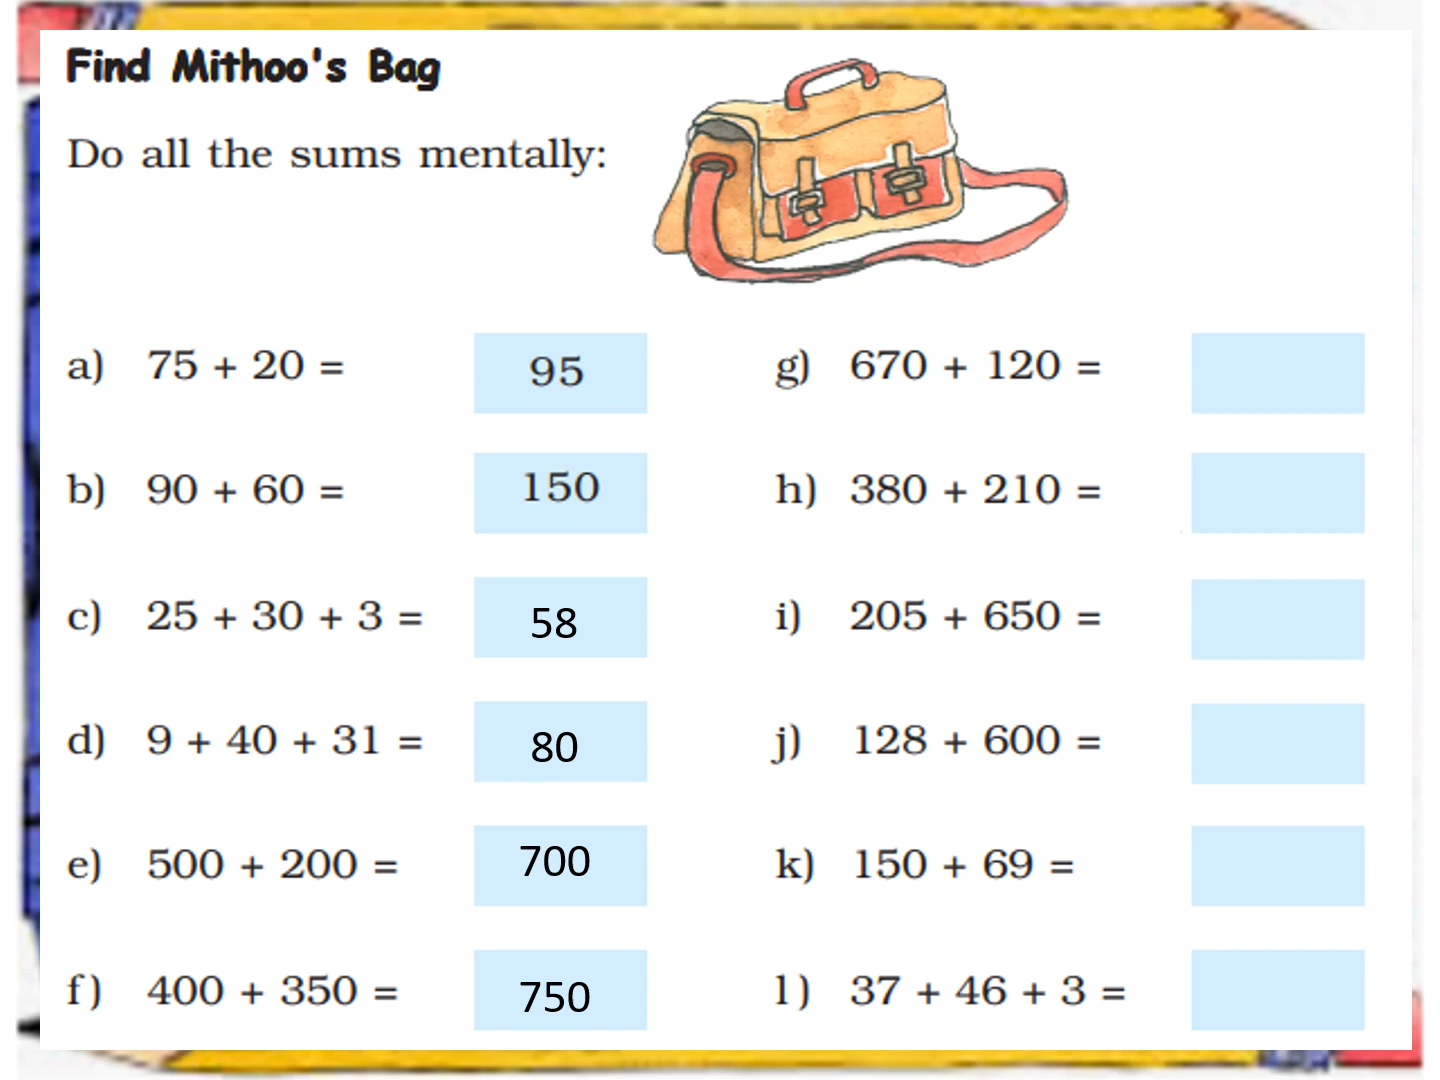 Find Mithoo's Bag
Do all the sums mentally:
a) 75 + 20 = 95
b) 90 + 60 = 150
c) 25 + 30 + 3 = 58
d) 9 + 40 + 31 = 80
e) 500 + 200 = 700
f) 400 + 350 = 750
g) 670 + 120 =
h) 380 + 210 =
i) 205 + 650 =
j) 128 + 600 =
k) 150 + 69 =
l) 37 + 46 + 3 =